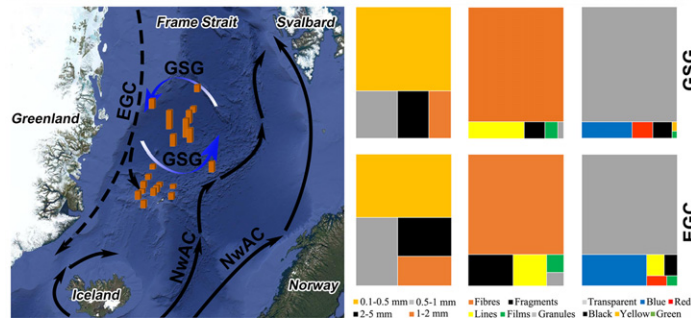 Frame Strait
Svalbard
GSG
EGC
Greenland
GSG
NwAC
NwAC
Iceland
Norway
GSG
EGC
0.1-0.5 mm 0.5-1 mm
2-5 mm 1-2 mm
Fibres Fragments
Lines Films Granules
Transparent Blue Red
Black Yellow Green